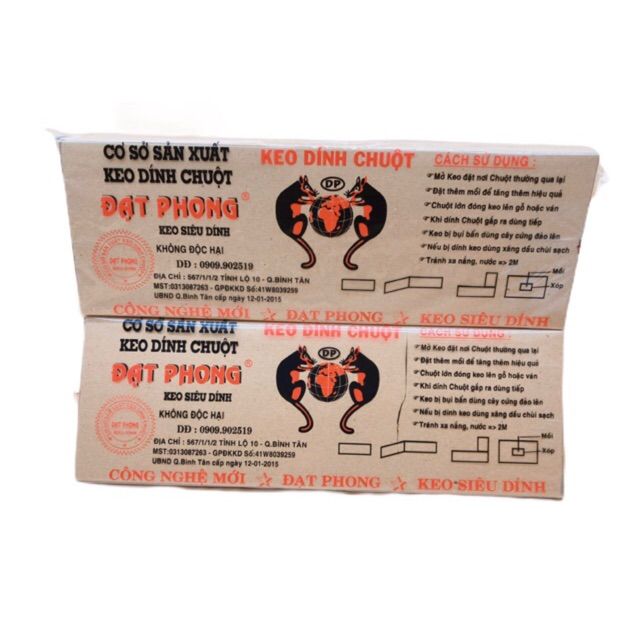 CƠ SỞ SẢN XUẤT
KEO DÍNH CHUỘT
ĐẠT PHONG®
KEO SIÊU DÍNH
KHÔNG ĐỘC HẠI
DĐ : 0909.902519
ĐỊA CHỈ : 567/1/1/2 TỈNH LỘ 10 - Q.BÌNH TÂN
MST:0313087263 - GPĐKKD Số:41W8039259
UBND Q.Bình Tân cấp ngày 12-01-2015
ĐẠT PHONG
KEO DÍNH CHUỘT
DP
CÁCH SỬ DỤNG :
Mở Keo đặt nơi Chuột thường qua lại
Đặt thêm mồi để tăng thêm hiệu quả
Chuột lớn đóng keo lên gỗ hoặc ván
Khi dính Chuột gắp ra dùng tiếp
Keo bị bụi bẩn dùng cây cứng đảo lên
Nếu bị dính keo dùng xăng dầu chùi sạch
Tránh xa nắng, nước => 2M
Mồi
Xốp
CÔNG NGHỆ MỚI ☆ ĐẠT PHONG ☆ KEO SIÊU DÍNH
CƠ SỞ SẢN XUẤT
KEO DÍNH CHUỘT
ĐẠT PHONG®
KEO SIÊU DÍNH
KHÔNG ĐỘC HẠI
DĐ : 0909.902519
ĐỊA CHỈ : 567/1/1/2 TỈNH LỘ 10 - Q.BÌNH TÂN
MST:0313087263 - GPĐKKD Số:41W8039259
UBND Q.Bình Tân cấp ngày 12-01-2015
ĐẠT PHONG
KEO DÍNH CHUỘT
DP
CÁCH SỬ DỤNG :
Mở Keo đặt nơi Chuột thường qua lại
Đặt thêm mồi để tăng thêm hiệu quả
Chuột lớn đóng keo lên gỗ hoặc ván
Khi dính Chuột gắp ra dùng tiếp
Keo bị bụi bẩn dùng cây cứng đảo lên
Nếu bị dính keo dùng xăng dầu chùi sạch
Tránh xa nắng, nước => 2M
Mồi
Xốp
CÔNG NGHỆ MỚI ☆ ĐẠT PHONG ☆ KEO SIÊU DÍNH